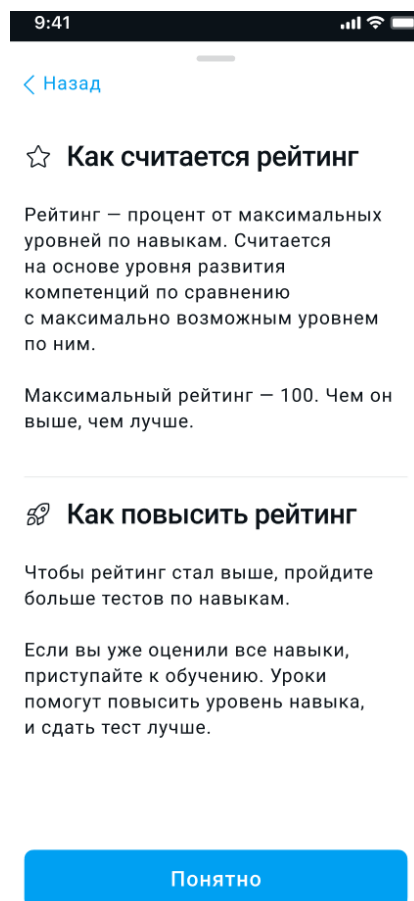 9:41
Назад
Как считается рейтинг
Рейтинг — процент от максимальных
уровней по навыкам. Считается
на основе уровня развития
компетенций по сравнению
с максимально возможным уровнем
по ним.
Максимальный рейтинг — 100. Чем он
выше, чем лучше.
Как повысить рейтинг
Чтобы рейтинг стал выше, пройдите
больше тестов по навыкам.
Если вы уже оценили все навыки,
приступайте к обучению. Уроки
помогут повысить уровень навыка,
и сдать тест лучше.
Понятно